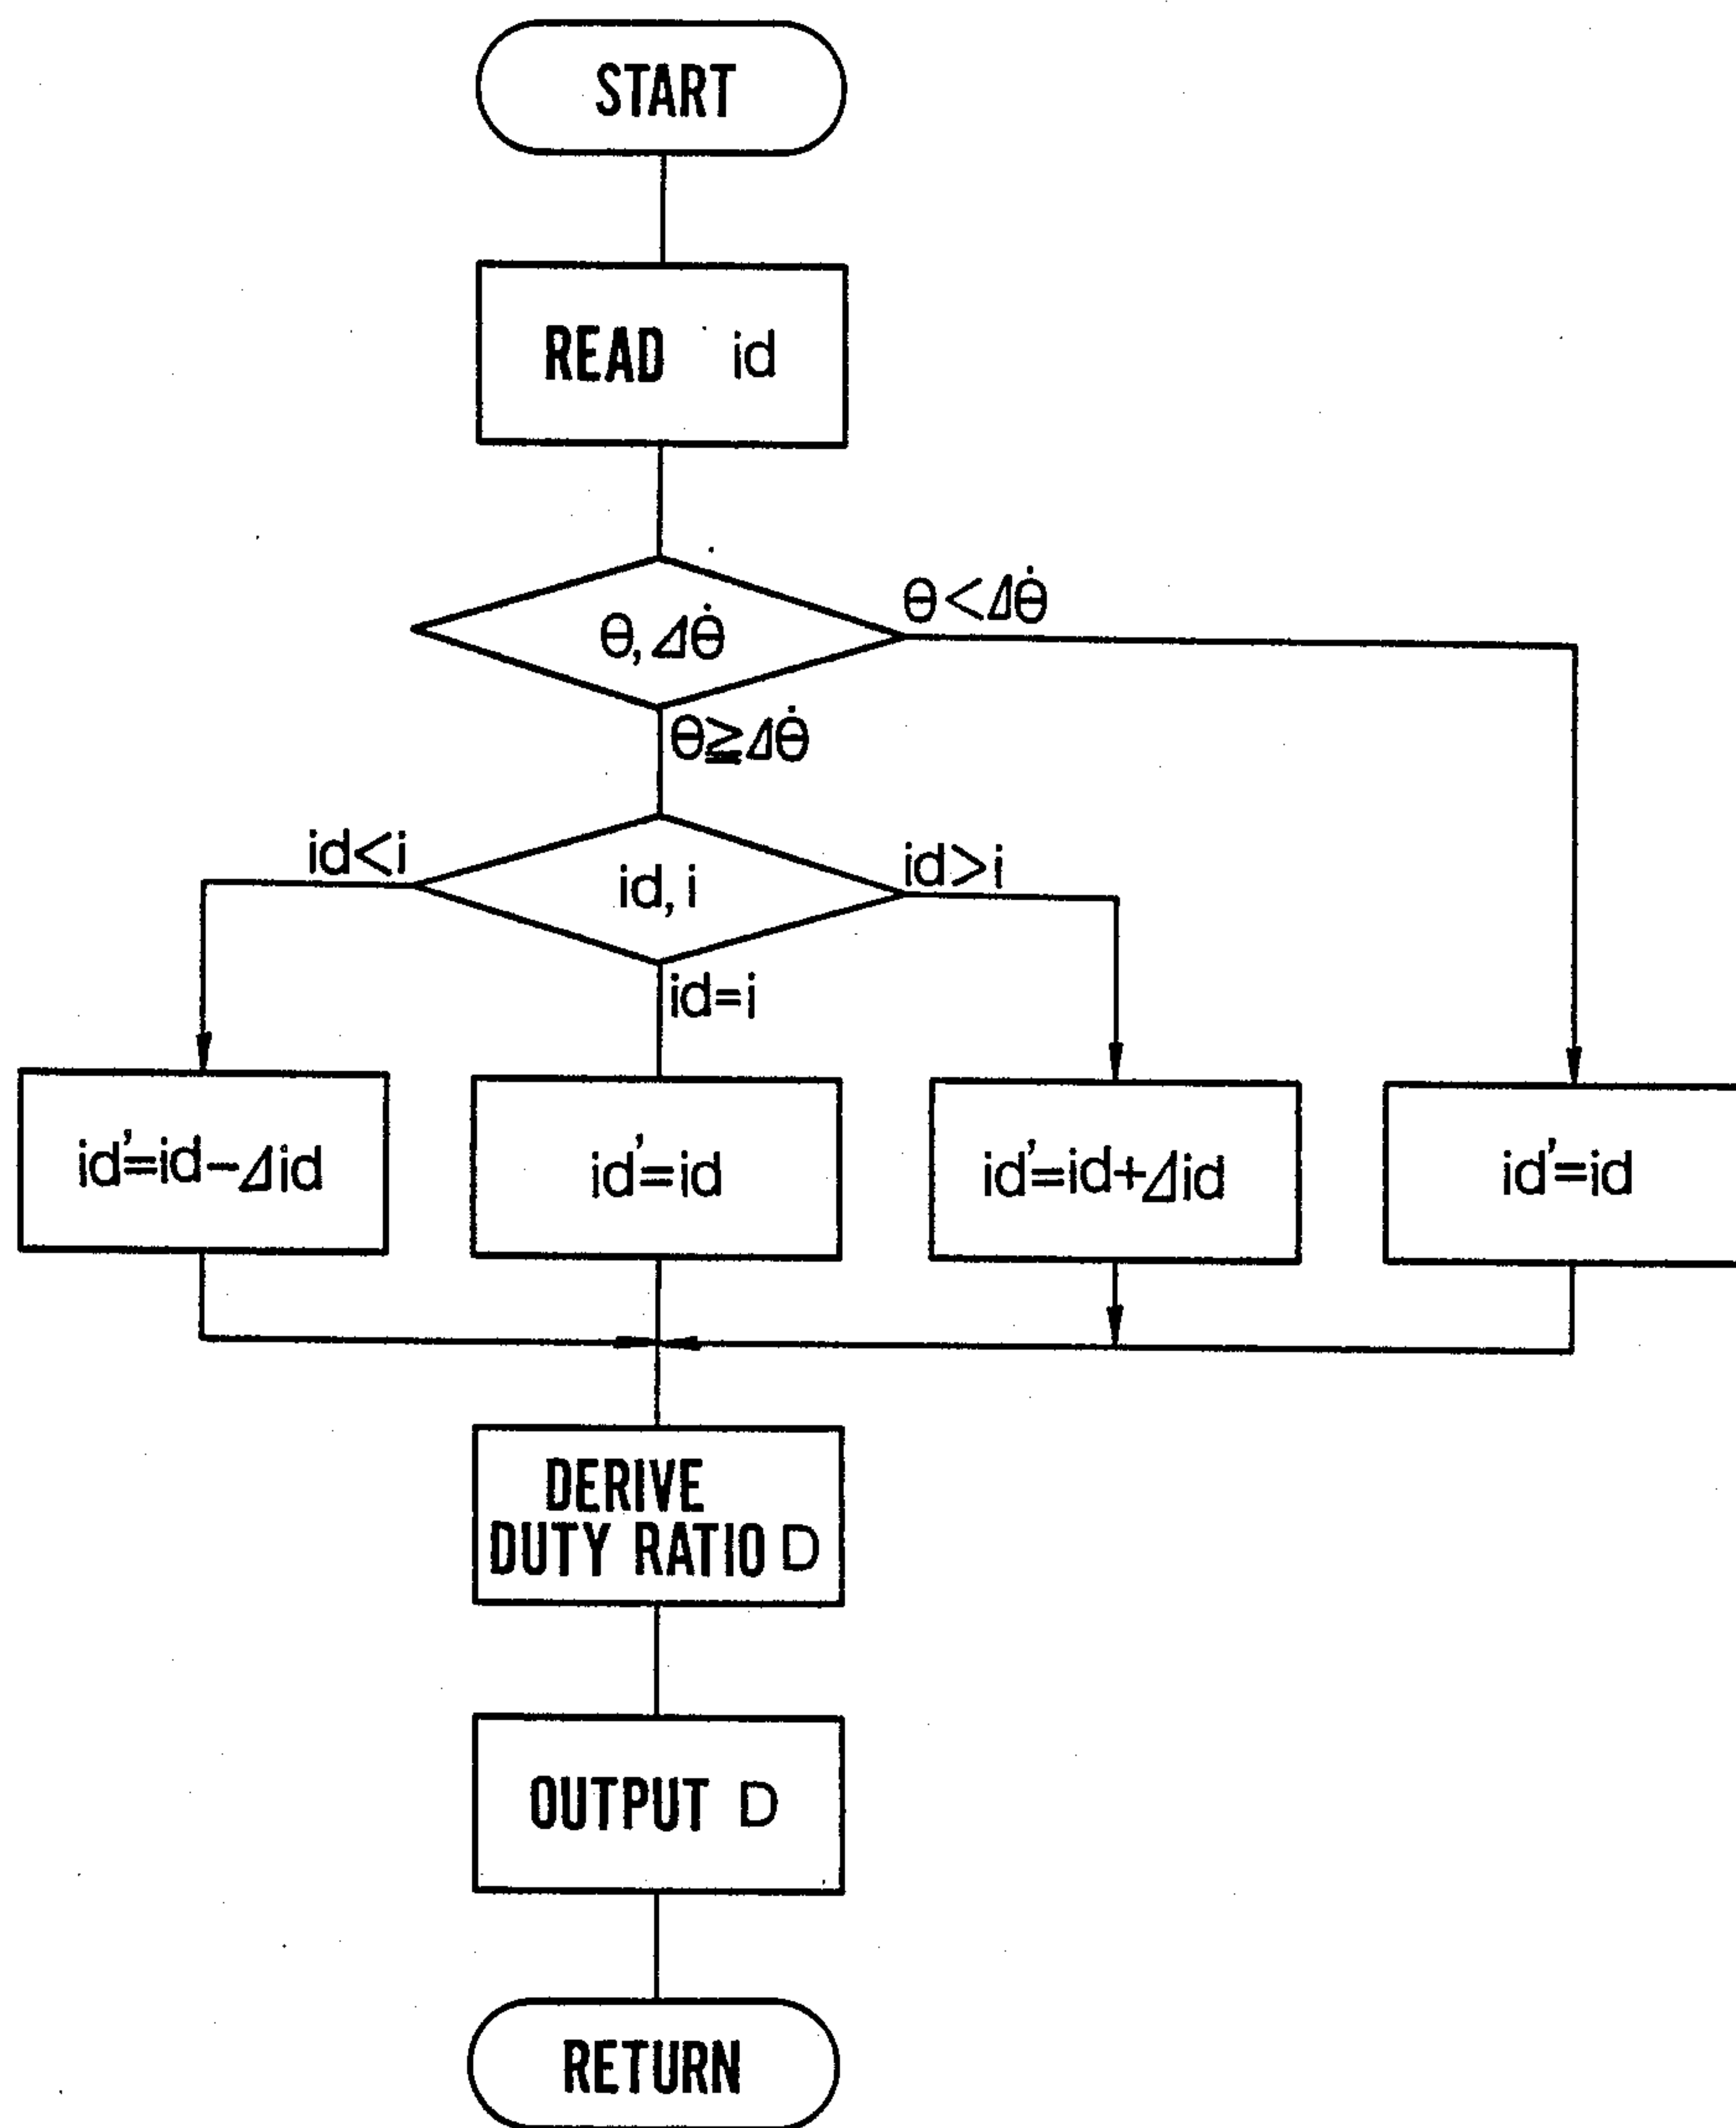 START
READ id
θ, Δθ̇
θ<Δθ̇
θ≧Δθ̇
id<i
id, i
id>i
id=i
id'=id-Δid
id'=id
id'=id+Δid
id'=id
DERIVE
DUTY RATIO D
OUTPUT D
RETURN